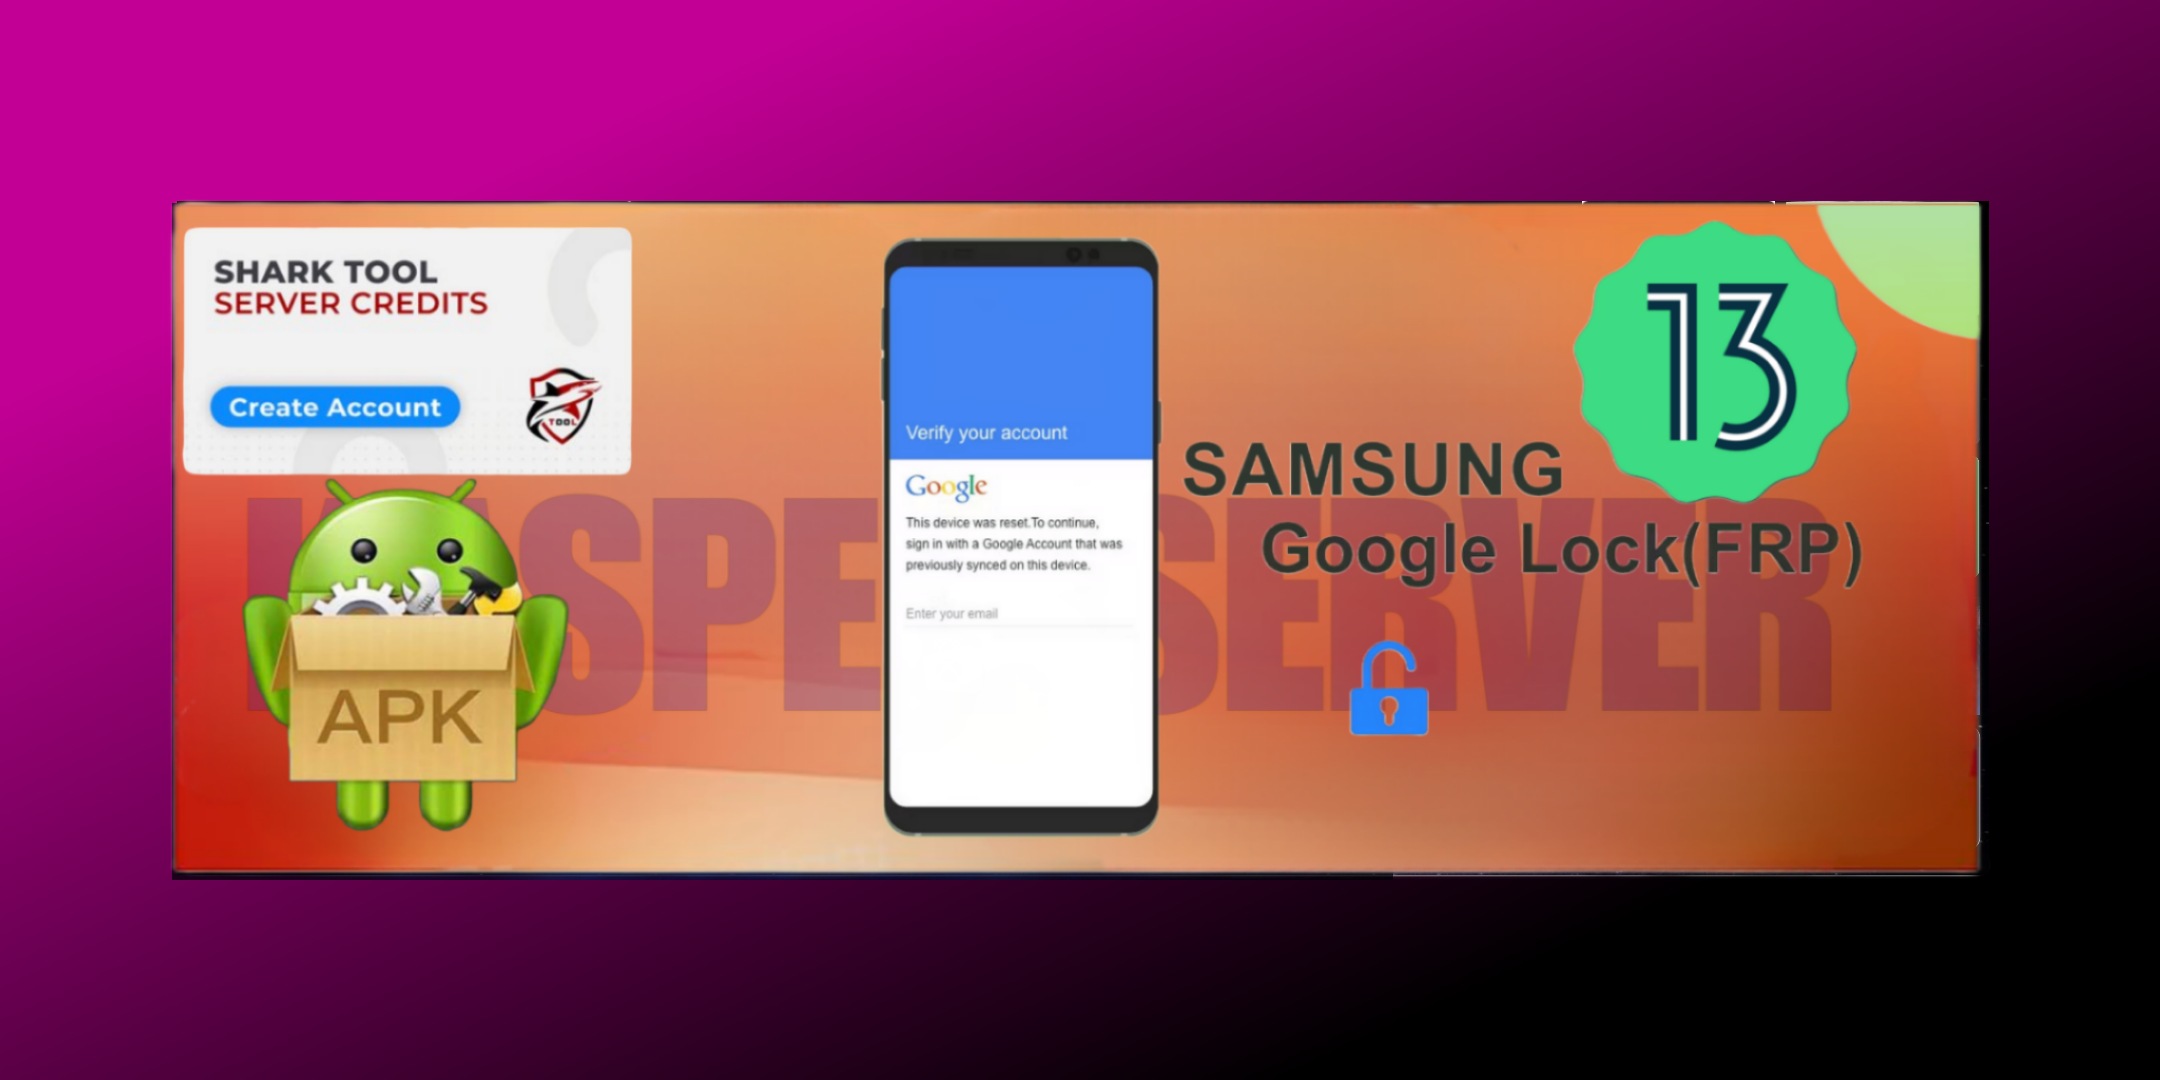 SHARK TOOL
SERVER CREDITS
Create Account
TOOL
APK
Verify your account
Google
This device was reset.To continue,
sign in with a Google Account that was
previously synced on this device.
Enter your email
13
SAMSUNG
Google Lock(FRP)
SERVER